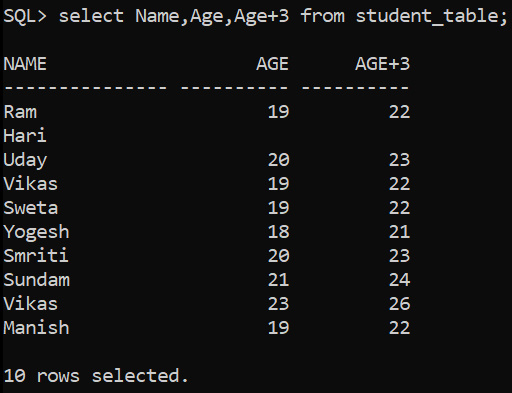 SQL> select Name,Age,Age+3 from student_table;
NAME                   AGE      AGE+3
--------------- ---------- ----------
Ram                     19         22
Hari
Uday                    20         23
Vikas                   19         22
Sweta                   19         22
Yogesh                  18         21
Smriti                  20         23
Sundam                  21         24
Vikas                   23         26
Manish                  19         22
10 rows selected.